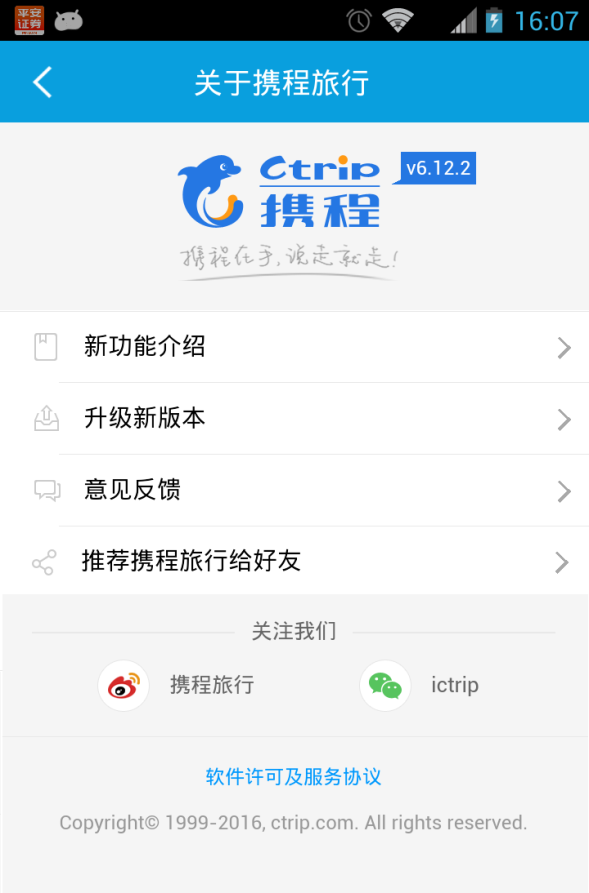 平安
证券
16:07
关于携程旅行
Ctrip
携程
v6.12.2
携程在手,说走就走!
新功能介绍
升级新版本
意见反馈
推荐携程旅行给好友
关注我们
携程旅行
ictrip
软件许可及服务协议
Copyright© 1999-2016, ctrip.com. All rights reserved.